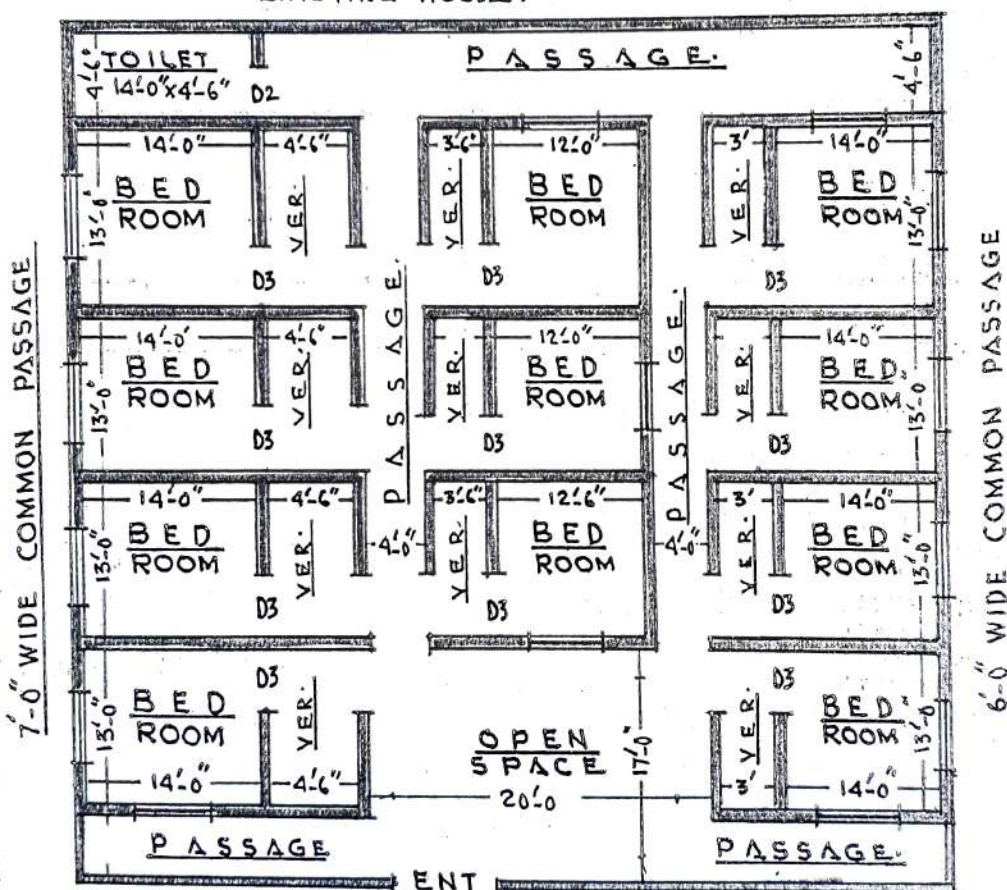 TOILET
14'-0"x4'-6"
D2
4'-6"
PASSAGE.
4'-6"
14'-0"
4'-6"
3'-6"
12'-0"
3'
14'-0"
BED
ROOM
VER.
VER.
BED
ROOM
VER.
BED
ROOM
13'-0"
13'-0"
D3
D3
D3
PASSAGE.
PASSAGE.
14'-0"
4'-6"
12'-0"
14'-0"
BED
ROOM
VER.
VER.
BED
ROOM
VER.
BED
ROOM
13'-0"
13'-0"
D3
D3
D3
14'-0"
4'-6"
3'-6"
12'-6"
3'
14'-0"
BED
ROOM
VER.
4'-0"
VER.
BED
ROOM
4'-0"
VER.
BED
ROOM
13'-0"
13'-0"
D3
D3
D3
D3
D3
BED
ROOM
VER.
OPEN
SPACE
17'-0"
VER.
BED
ROOM
13'-0"
13'-0"
14'-0"
4'-6"
20'-0
3'
14'-0"
PASSAGE
PASSAGE.
ENT
7'-0" WIDE COMMON PASSAGE
6'-0" WIDE COMMON PASSAGE